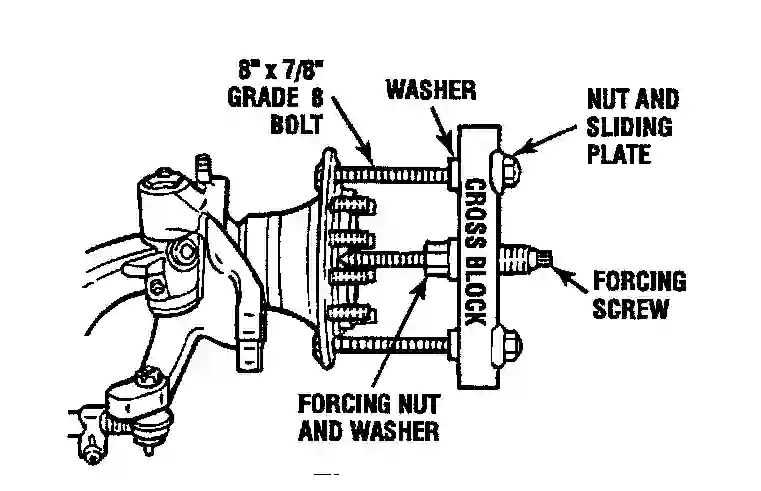 8" x 7/8"
GRADE 8
BOLT
WASHER
NUT AND
SLIDING
PLATE
CROSS BLOCK
FORCING
SCREW
FORCING NUT
AND WASHER